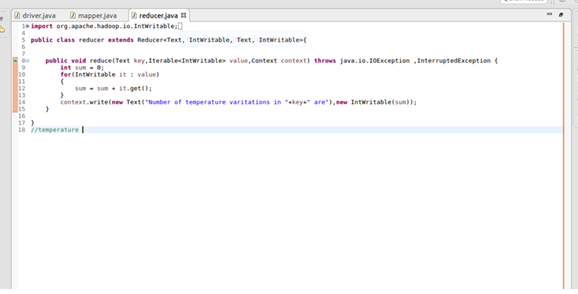 driver.java mapper.java reducer.java
1 import org.apache.hadoop.io.IntWritable;
4
5 public class reducer extends Reducer<Text, IntWritable, Text, IntWritable>{
6
7
8 public void reduce(Text key,Iterable<IntWritable> value,Context context) throws java.io.IOException ,InterruptedException {
9 int sum = 0;
10 for(IntWritable it : value)
11 {
12 sum = sum + it.get();
13 }
14 context.write(new Text("Number of temperature varitations in "+key+" are"),new IntWritable(sum));
15 }
16
17 }
18 //temperature